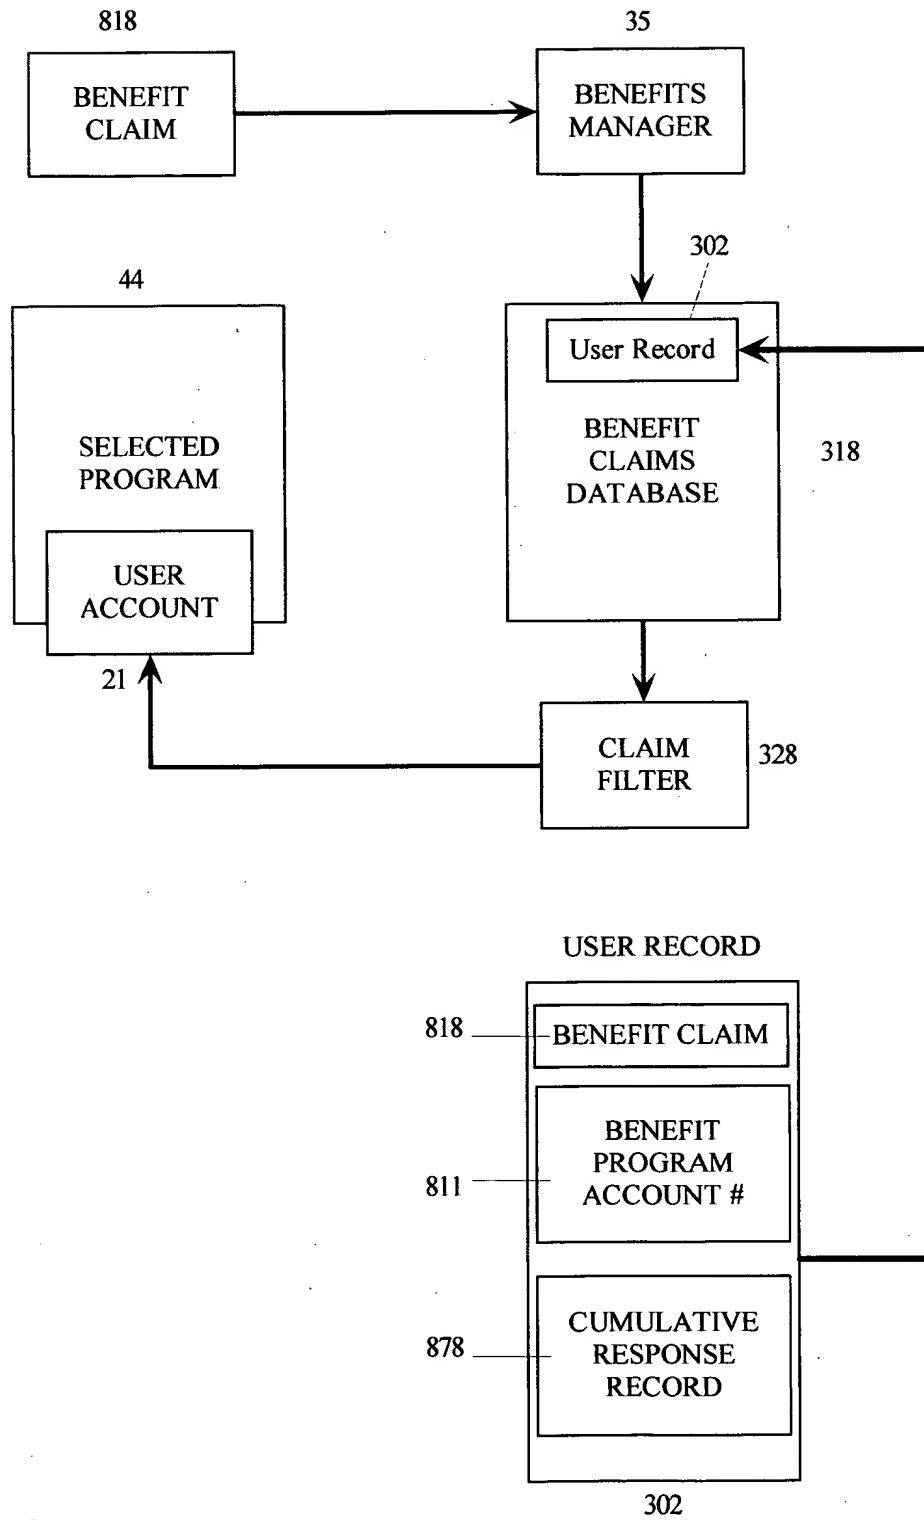 818
35
BENEFIT
CLAIM
BENEFITS
MANAGER
302
44
User Record
SELECTED
PROGRAM
BENEFIT
CLAIMS
DATABASE
318
USER
ACCOUNT
21
CLAIM
FILTER
328
USER RECORD
818
BENEFIT CLAIM
BENEFIT
PROGRAM
ACCOUNT #
811
CUMULATIVE
RESPONSE
RECORD
878
302